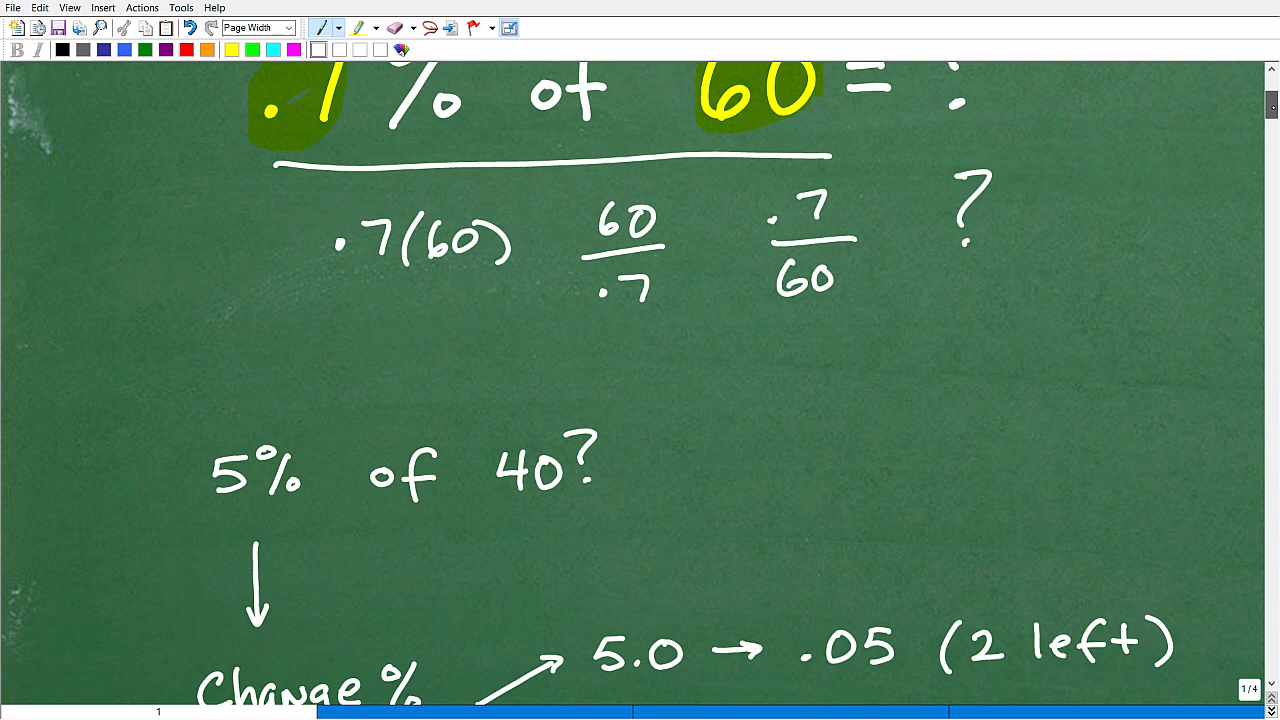 File Edit View Insert Actions Tools Help
Page Width
B I
% of 60 = ?
.7(60) 60/.7 .7/60 ?
5% of 40?
Change % 5.0 → .05 (2 left)
1/4
1